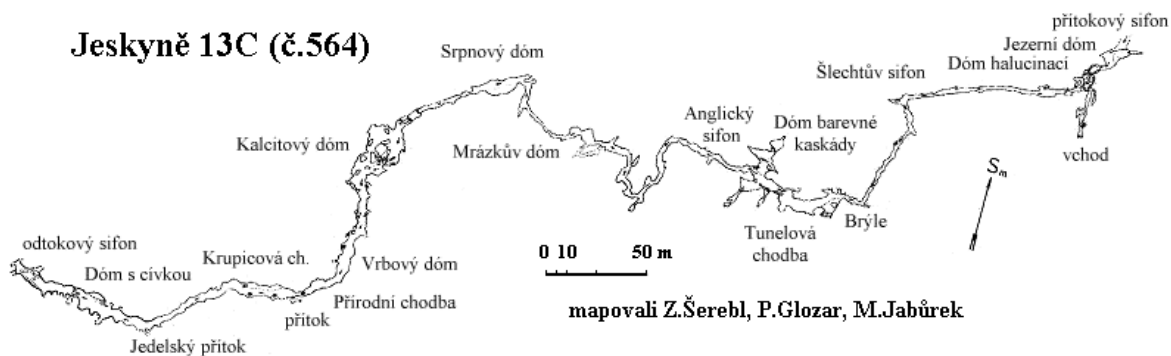 Jeskyně 13C (č.564)
přítokový sifon
Jezerní dóm
Dóm halucinací
Srpnový dóm
Šlechtův sifon
Anglický
sifon
Dóm barevné
kaskády
Kalcitový dóm
Mrázkův dóm
vchod
Sm
Brýle
Tunelová
chodba
odtokový sifon
Dóm s cívkou
Krupicová ch.
Vrbový dóm
0 10 50 m
Přírodní chodba
přítok
Jedelský přítok
mapovali Z.Šerebl, P.Glozar, M.Jabůrek